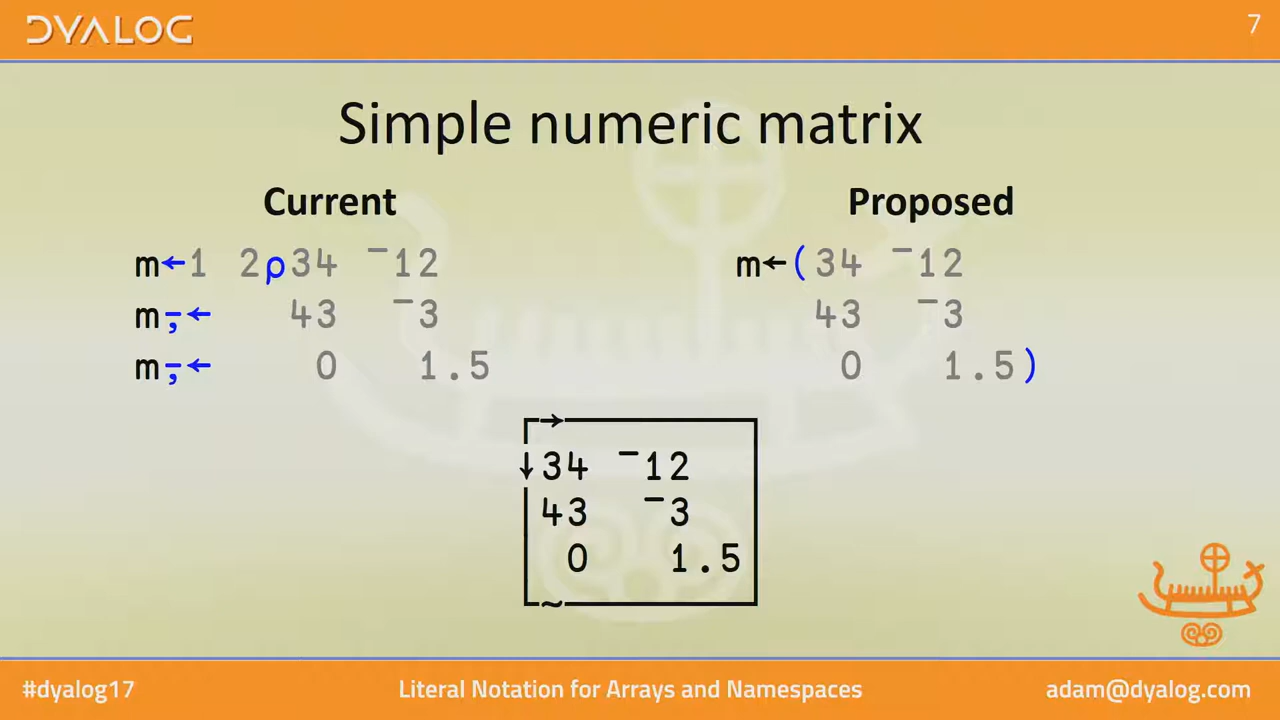 DYALOG
7
Simple numeric matrix
Current
m←1 2⍴34 ¯12
m⍪← 43 ¯3
m⍪← 0 1.5
Proposed
m←(34 ¯12
43 ¯3
0 1.5)
┌→────────┐
↓34 ¯12 │
│43 ¯3 │
│ 0 1.5│
└~────────┘
#dyalog17
Literal Notation for Arrays and Namespaces
adam@dyalog.com